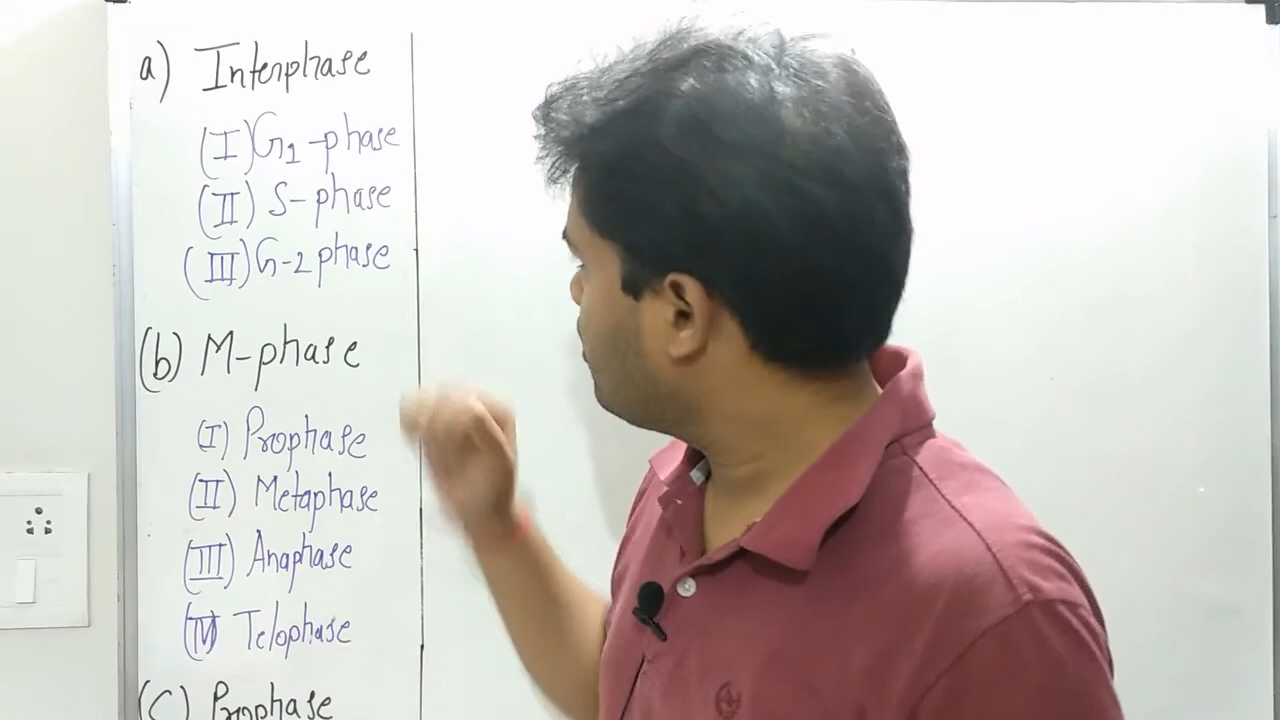 a) Interphase
(I) G1-phase
(II) S-phase
(III) G-2 phase
(b) M-phase
(I) Prophase
(II) Metaphase
(III) Anaphase
(IV) Telophase
(C) Prophase